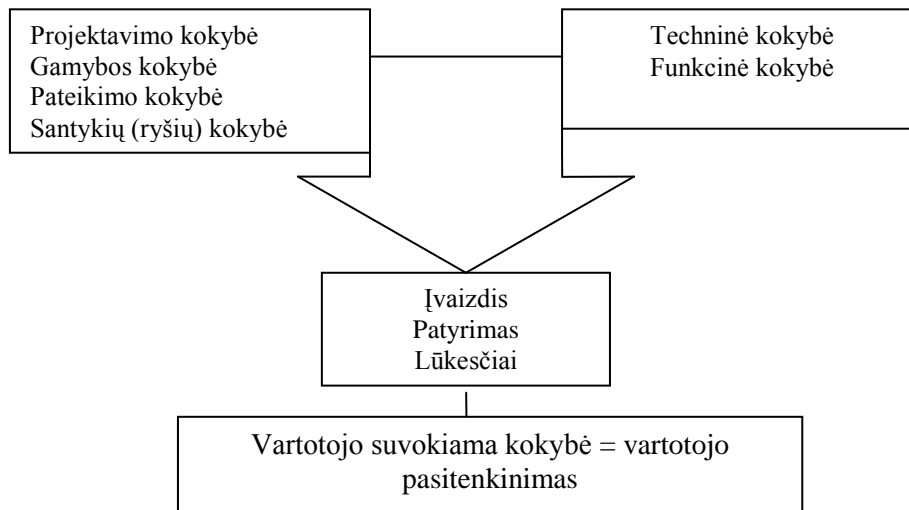 Projektavimo kokybė
Gamybos kokybė
Pateikimo kokybė
Santykių (ryšių) kokybė
Techninė kokybė
Funkcinė kokybė
Įvaizdis
Patyrimas
Lūkesčiai
Vartotojo suvokiama kokybė = vartotojo
pasitenkinimas